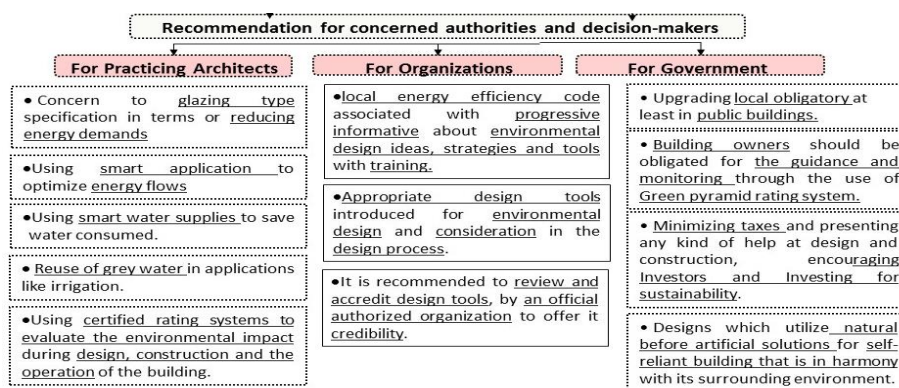 Recommendation for concerned authorities and decision-makers
For Practicing Architects
• Concern to glazing type
specification in terms or reducing
energy demands
•Using smart application to
optimize energy flows
•Using smart water supplies to save
water consumed.
• Reuse of grey water in applications
like irrigation.
•Using certified rating systems to
evaluate the environmental impact
during design, construction and the
operation of the building.
For Organizations
•local energy efficiency code
associated with progressive
informative about environmental
design ideas, strategies and tools
with training.
•Appropriate design tools
introduced for environmental
design and consideration in the
design process.
•It is recommended to review and
accredit design tools, by an official
authorized organization to offer it
credibility.
For Government
• Upgrading local obligatory at
least in public buildings.
• Building owners should be
obligated for the guidance and
monitoring through the use of
Green pyramid rating system.
• Minimizing taxes and presenting
any kind of help at design and
construction, encouraging
Investors and Investing for
sustainability.
• Designs which utilize natural
before artificial solutions for self-
reliant building that is in harmony
with its surrounding environment.